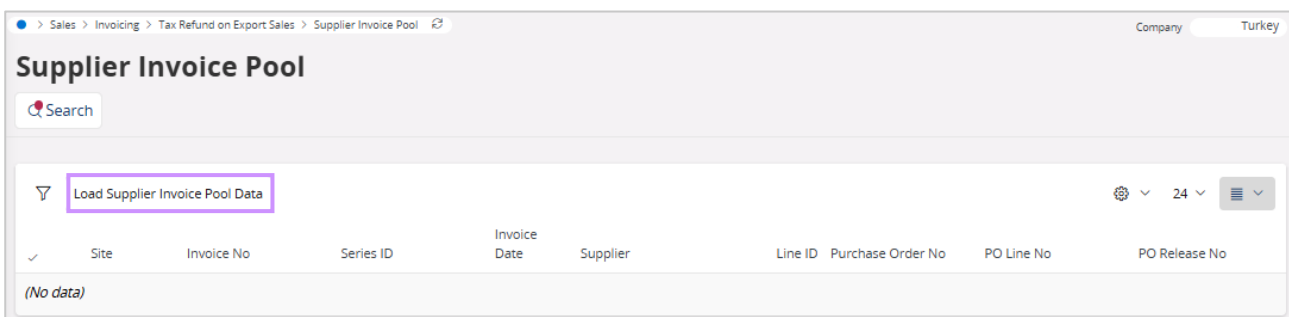 > Sales > Invoicing > Tax Refund on Export Sales > Supplier Invoice Pool
Company Turkey
Supplier Invoice Pool
Search
Load Supplier Invoice Pool Data
24
Site Invoice No Series ID Invoice Date Supplier Line ID Purchase Order No PO Line No PO Release No
(No data)